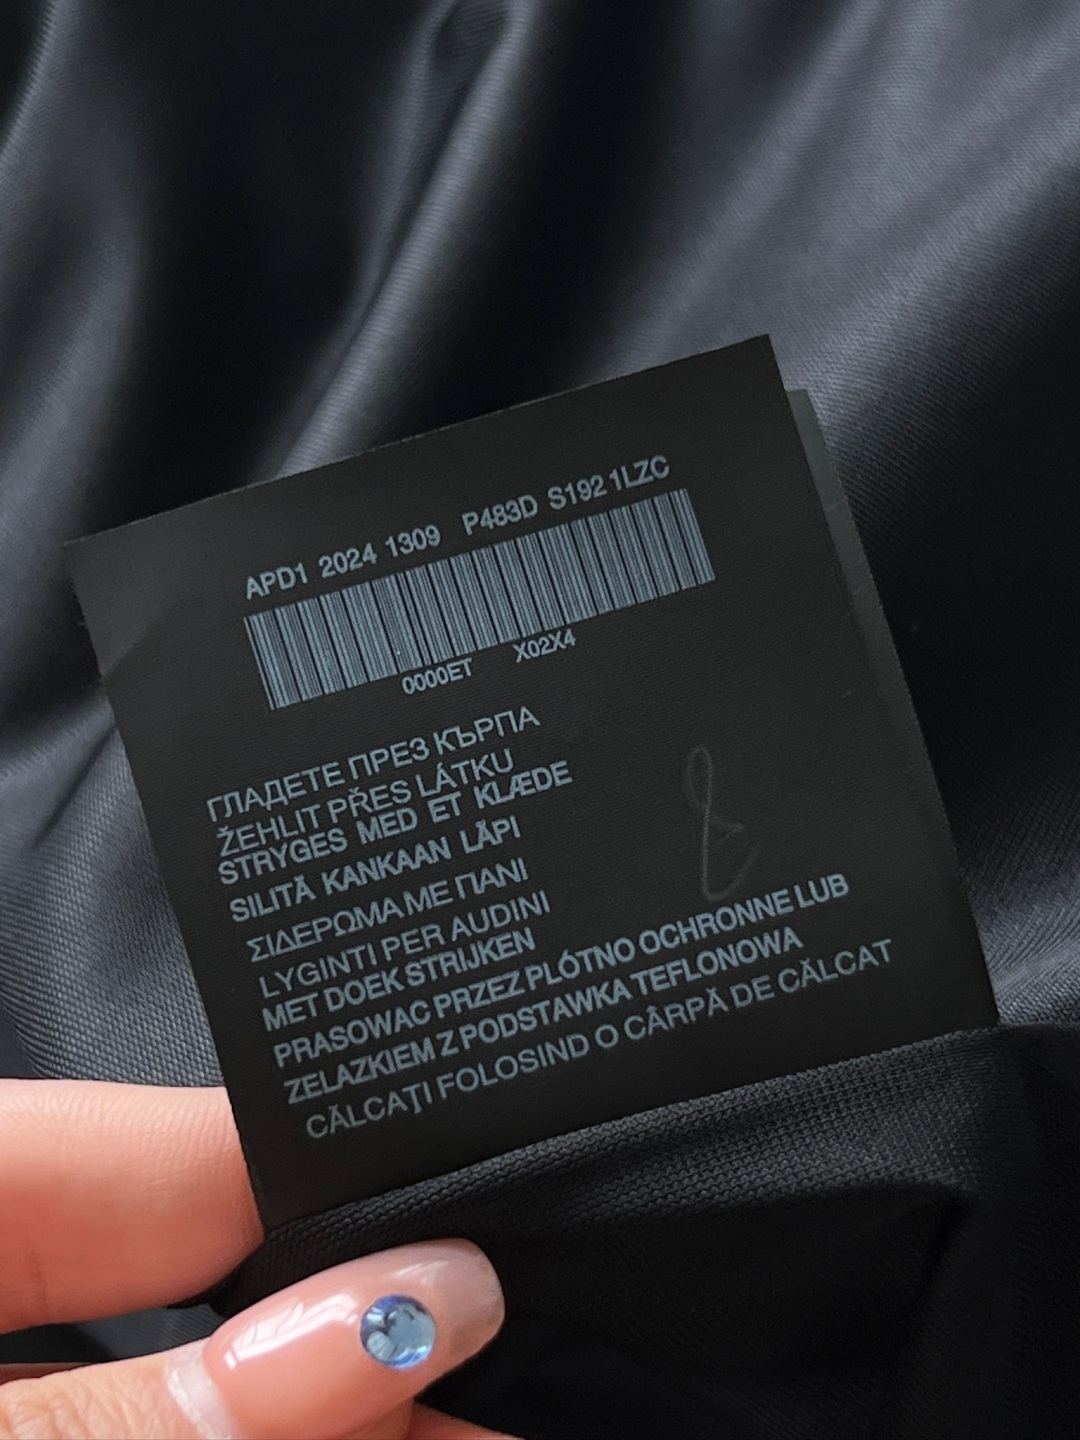 APD1 2024 1309 P483D S192 1LZC
0000ET X02X4
ГЛАДЕТЕ ПРЕЗ КЪРПА
ŽEHLIT PŘES LÁTKU
STRYGES MED ET KLÆDE
SILITÄ KANKAAN LÄPI
ΣΙΔΕΡΩΜΑ ΜΕ ΠΑΝΙ
LYGINTI PER AUDINI
MET DOEK STRIJKEN
PRASOWAC PRZEZ PLÓTNO OCHRONNE LUB
ZELAZKIEM Z PODSTAWKA TEFLONOWA
CĂLCAȚI FOLOSIND O CÂRPĂ DE CĂLCAT